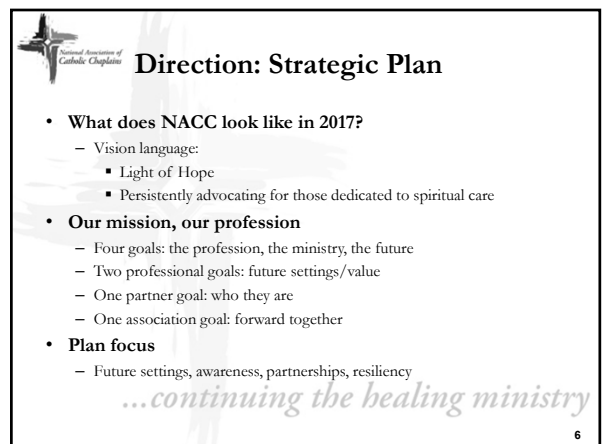 National Association of
Catholic Chaplains
Direction: Strategic Plan
• What does NACC look like in 2017?
– Vision language:
▪ Light of Hope
▪ Persistently advocating for those dedicated to spiritual care
• Our mission, our profession
– Four goals: the profession, the ministry, the future
– Two professional goals: future settings/value
– One partner goal: who they are
– One association goal: forward together
• Plan focus
– Future settings, awareness, partnerships, resiliency
...continuing the healing ministry
6